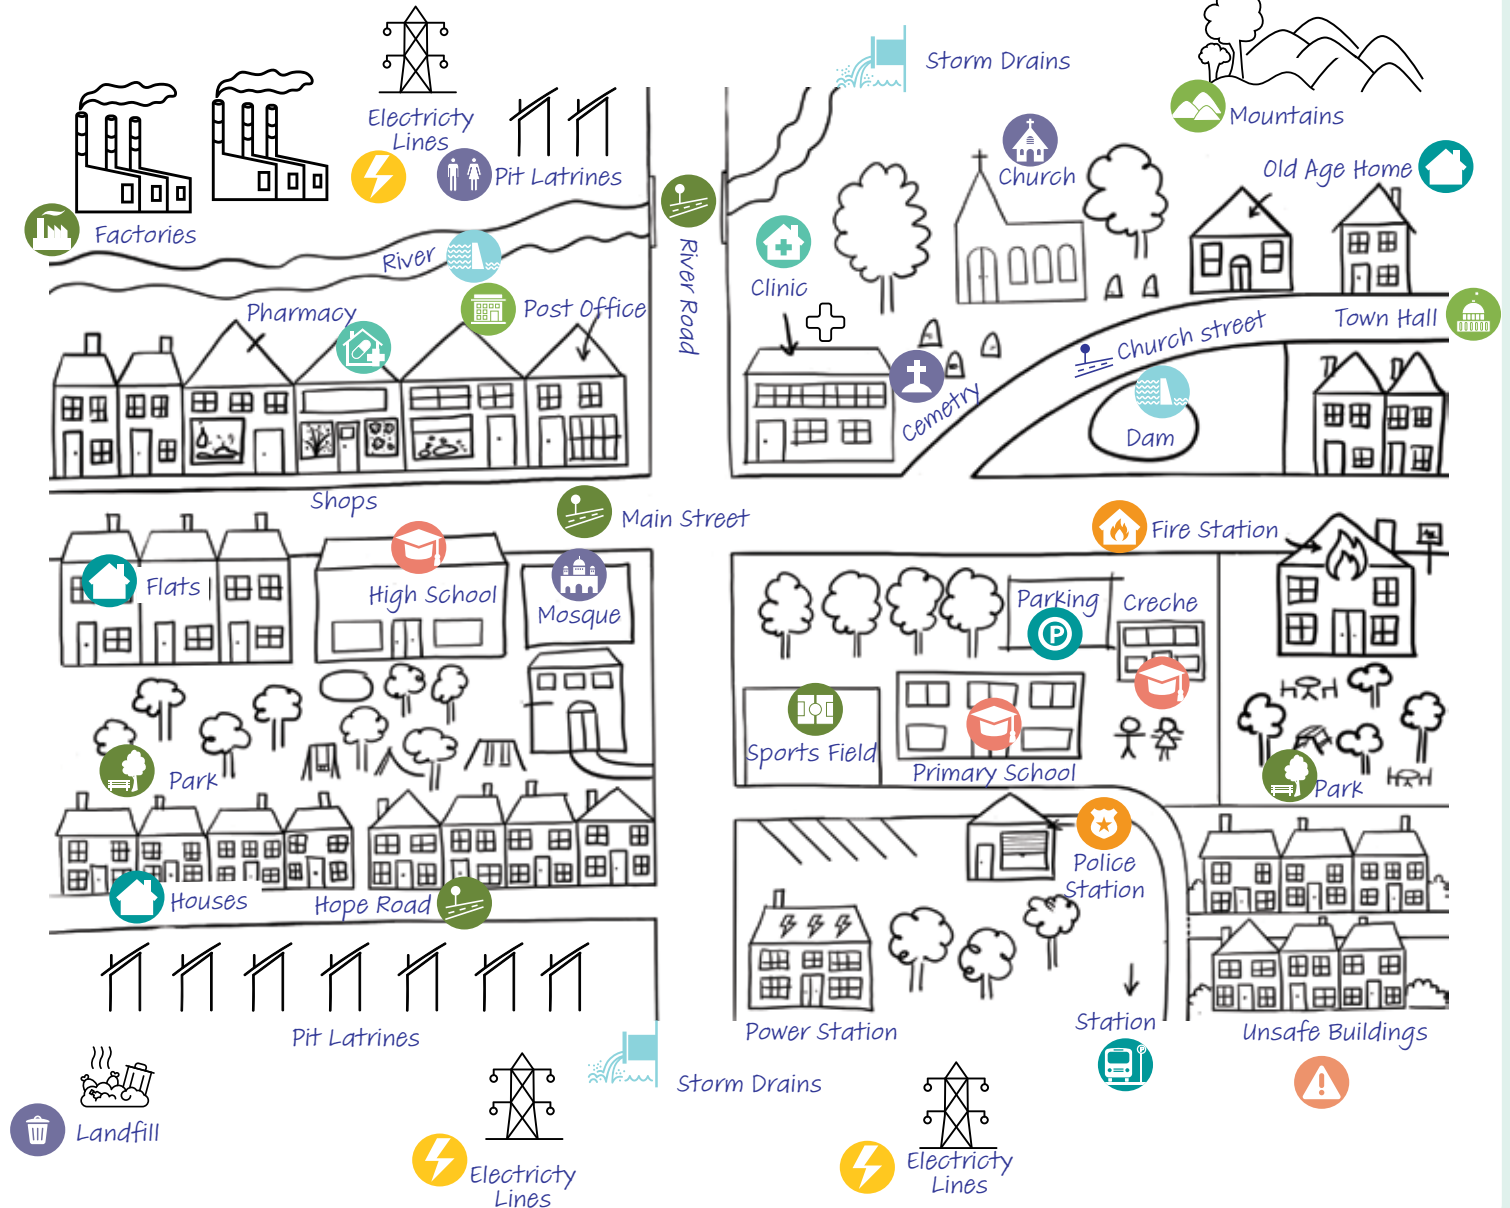 Storm Drains
Electricty
Lines
Mountains
Pit Latrines
Church
Old Age Home
Factories
River
River Road
Clinic
Pharmacy
Post Office
Church street
Town Hall
Cemetry
Dam
Shops
Main Street
Fire Station
Flats
High School
Mosque
Parking
P
Creche
Sports Field
Primary School
Park
Park
Police
Station
Houses
Hope Road
Pit Latrines
Power Station
Station
P
Unsafe Buildings
Storm Drains
Landfill
Electricty
Lines
Electricty
Lines